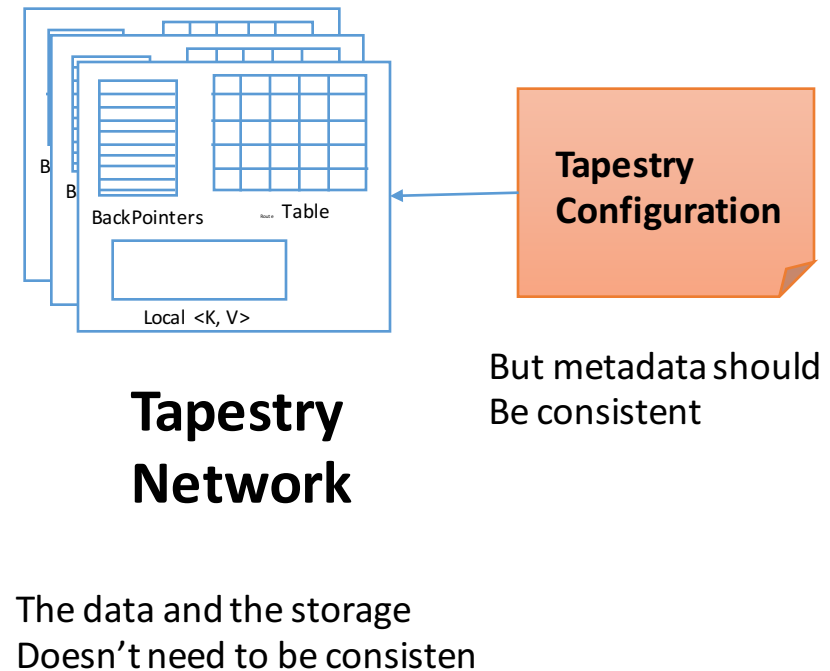 B
B
BackPointers
Route Table
Local <K, V>
Tapestry
Configuration
But metadata should
Be consistent
Tapestry
Network
The data and the storage
Doesn't need to be consisten